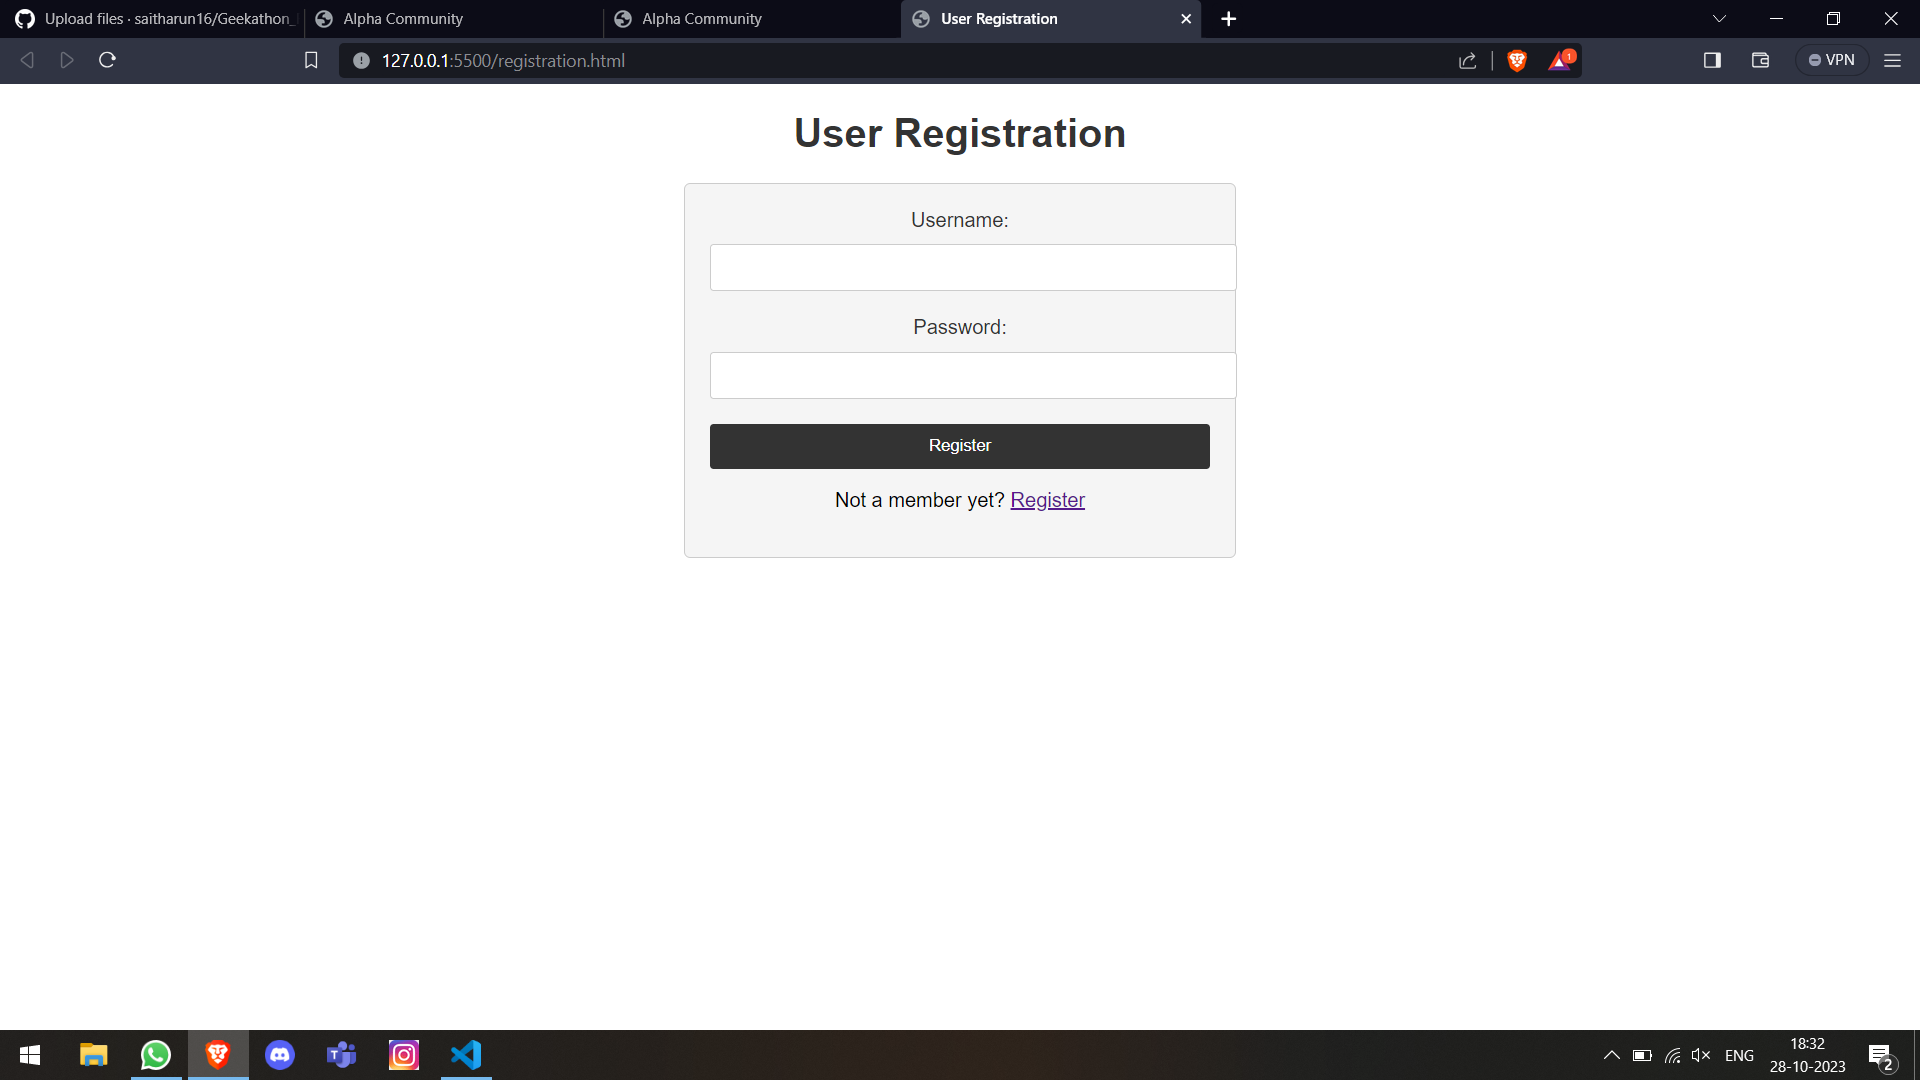 Upload files · saitharun16/Geekathon_
Alpha Community
Alpha Community
User Registration
127.0.0.1:5500/registration.html
1
VPN
User Registration
Username:
Password:
Register
Not a member yet? Register
ENG
18:32
28-10-2023
2